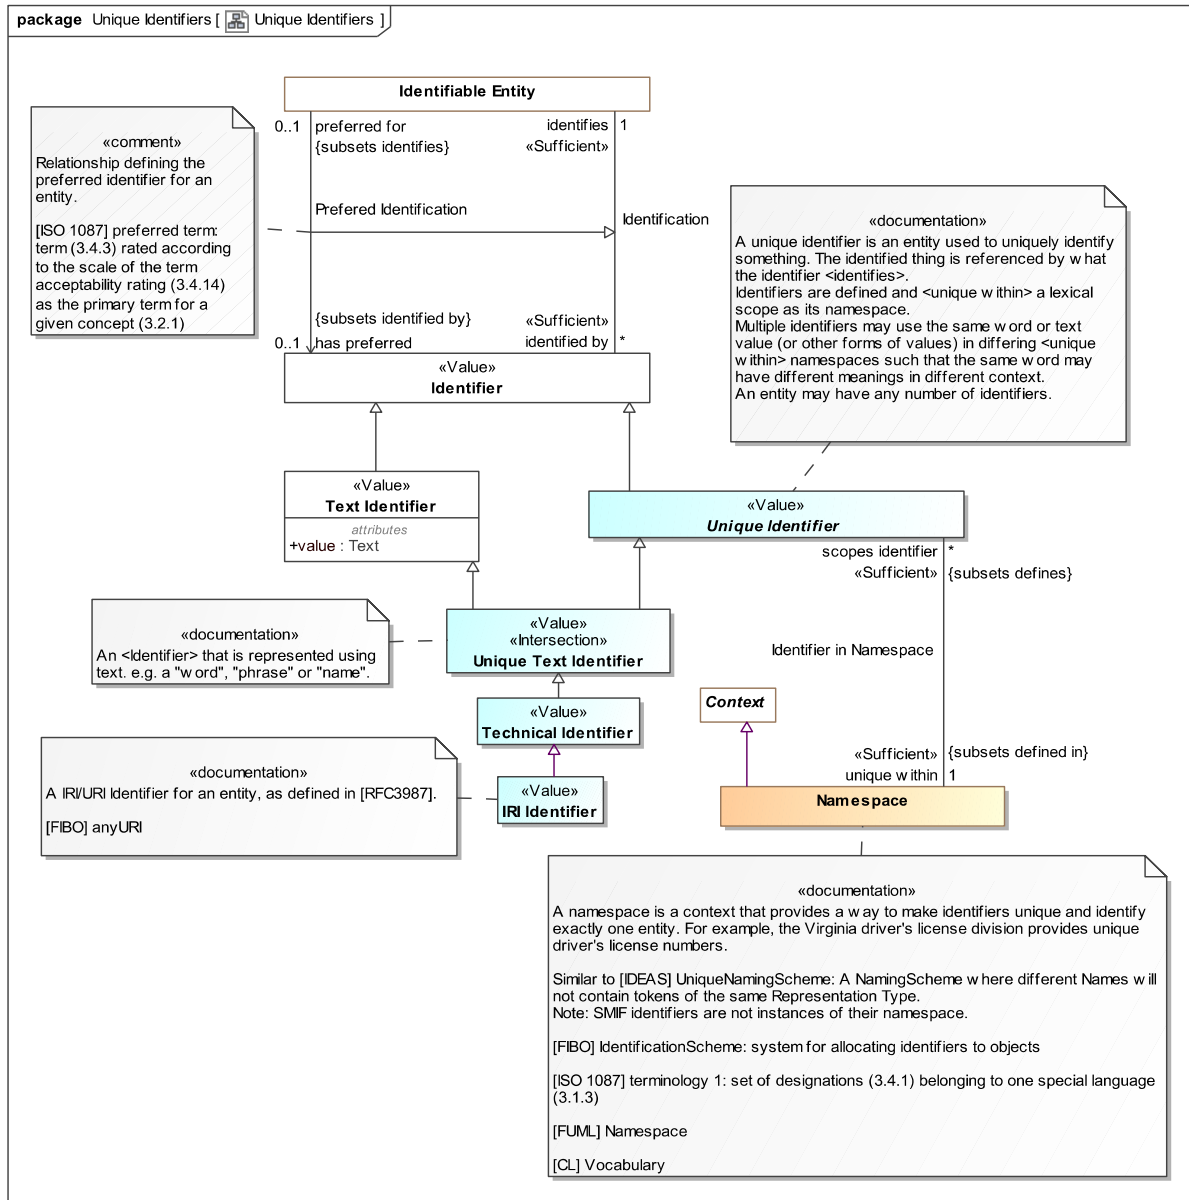 package Unique Identifiers [ Unique Identifiers ]
Identifiable Entity
0..1
preferred for
{subsets identifies}
identifies
1
«Sufficient»
«comment»
Relationship defining the
preferred identifier for an
entity.
[ISO 1087] preferred term:
term (3.4.3) rated according
to the scale of the term
acceptability rating (3.4.14)
as the primary term for a
given concept (3.2.1)
Prefered Identification
Identification
{subsets identified by}
0..1
has preferred
«Sufficient»
identified by
*
«documentation»
A unique identifier is an entity used to uniquely identify
something. The identified thing is referenced by what
the identifier <identifies>.
Identifiers are defined and <unique within> a lexical
scope as its namespace.
Multiple identifiers may use the same word or text
value (or other forms of values) in differing <unique
within> namespaces such that the same word may
have different meanings in different context.
An entity may have any number of identifiers.
«Value»
Identifier
«Value»
Text Identifier
attributes
+value : Text
«Value»
Unique Identifier
scopes identifier
*
«Sufficient»
{subsets defines}
«documentation»
An <Identifier> that is represented using
text. e.g. a "word", "phrase" or "name".
«Value»
«Intersection»
Unique Text Identifier
Identifier in Namespace
«Value»
Technical Identifier
Context
«documentation»
A IRI/URI Identifier for an entity, as defined in [RFC3987].
[FIBO] anyURI
«Value»
IRI Identifier
«Sufficient»
{subsets defined in}
unique within
1
Namespace
«documentation»
A namespace is a context that provides a way to make identifiers unique and identify
exactly one entity. For example, the Virginia driver's license division provides unique
driver's license numbers.
Similar to [IDEAS] UniqueNamingScheme: A NamingScheme where different Names will
not contain tokens of the same Representation Type.
Note: SMIF identifiers are not instances of their namespace.
[FIBO] IdentificationScheme: system for allocating identifiers to objects
[ISO 1087] terminology 1: set of designations (3.4.1) belonging to one special language
(3.1.3)
[FUML] Namespace
[CL] Vocabulary